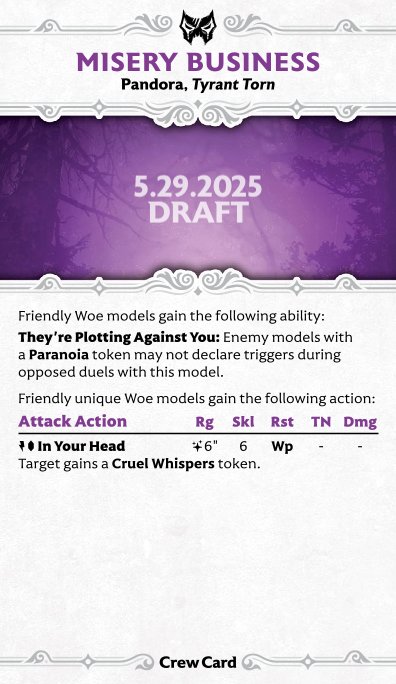 MISERY BUSINESS
Pandora, Tyrant Torn
5.29.2025
DRAFT
Friendly Woe models gain the following ability:
They're Plotting Against You: Enemy models with
a Paranoia token may not declare triggers during
opposed duels with this model.
Friendly unique Woe models gain the following action:
Attack Action Rg Skl Rst TN Dmg
In Your Head 6" 6 Wp - -
Target gains a Cruel Whispers token.
Crew Card